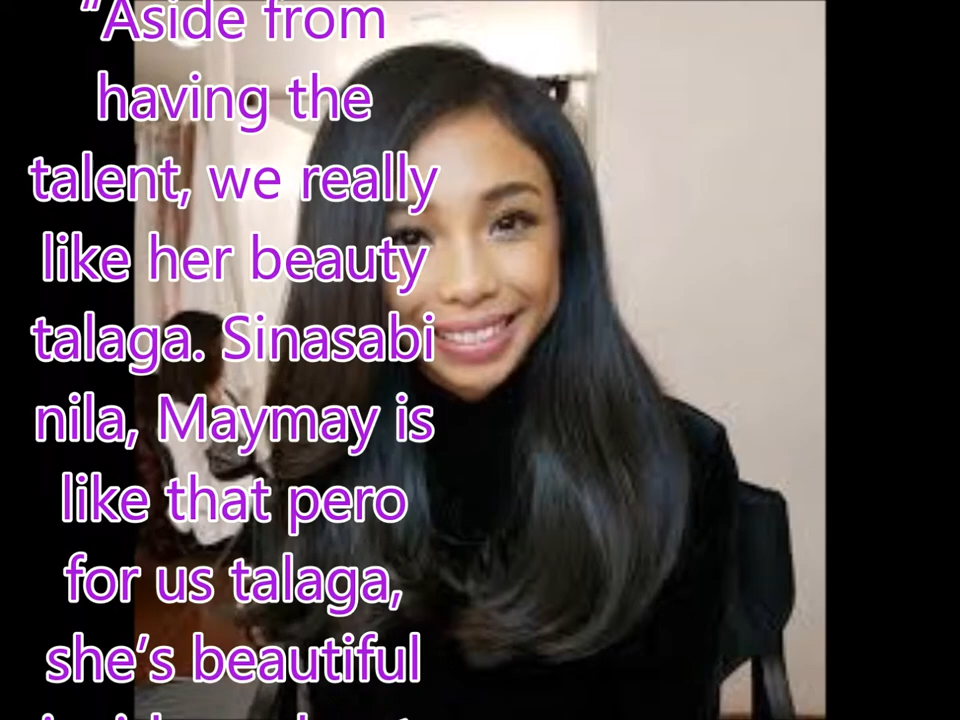 “Aside from
having the
talent, we really
like her beauty
talaga. Sinasabi
nila, Maymay is
like that pero
for us talaga,
she’s beautiful